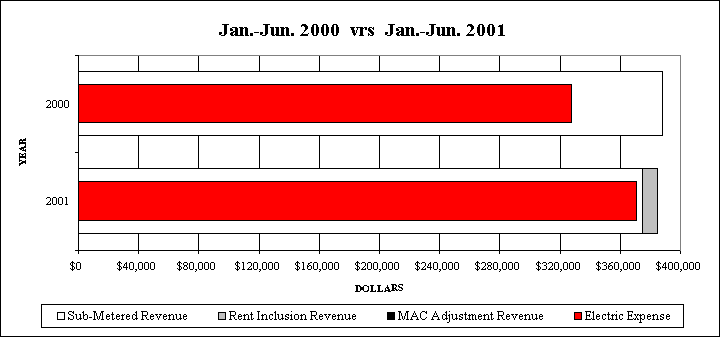 Jan.-Jun. 2000 vrs Jan.-Jun. 2001
2000
YEAR
2001
$0 $40,000 $80,000 $120,000 $160,000 $200,000 $240,000 $280,000 $320,000 $360,000 $400,000
DOLLARS
Sub-Metered Revenue Rent Inclusion Revenue MAC Adjustment Revenue Electric Expense